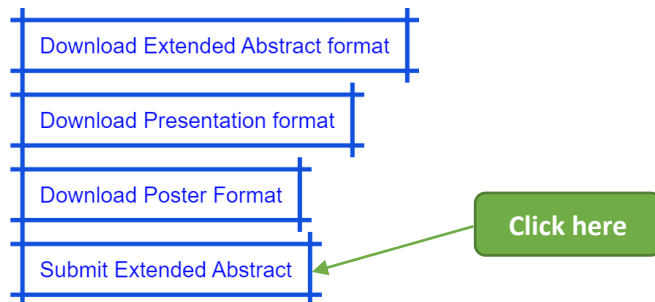 Download Extended Abstract format
Download Presentation format
Download Poster Format
Click here
Submit Extended Abstract